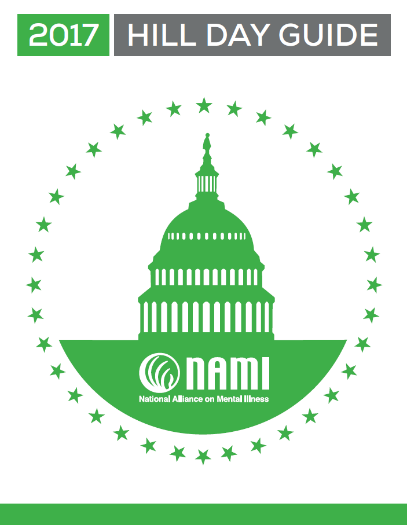 2017 HILL DAY GUIDE
nami
National Alliance on Mental Illness